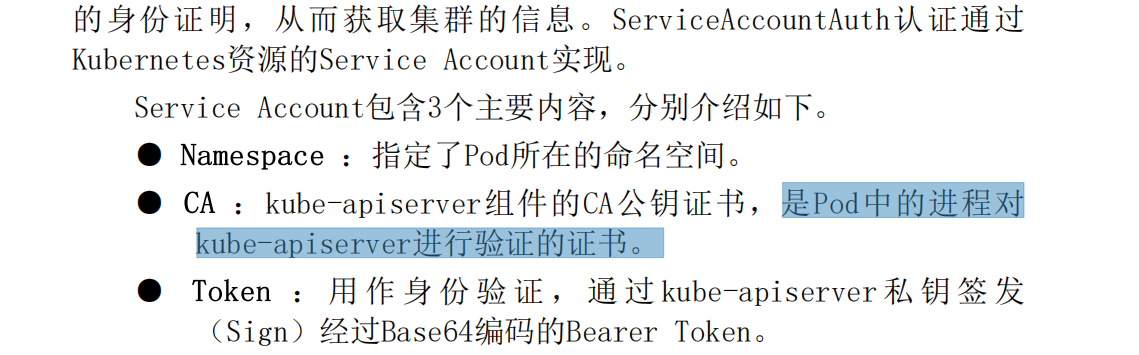 的身份证明，从而获取集群的信息。ServiceAccountAuth认证通过
Kubernetes资源的Service Account实现。
Service Account包含3个主要内容，分别介绍如下。
● Namespace ：指定了Pod所在的命名空间。
● CA ：kube-apiserver组件的CA公钥证书，是Pod中的进程对
kube-apiserver进行验证的证书。
● Token ：用作身份验证，通过kube-apiserver私钥签发
（Sign）经过Base64编码的Bearer Token。